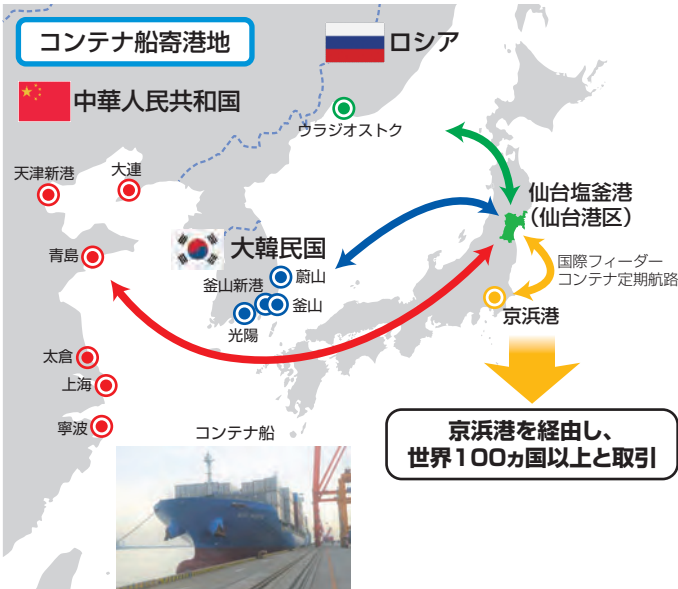 コンテナ船寄港地
ロシア
中華人民共和国
ウラジオストク
天津新港
大連
仙台塩釜港
(仙台港区)
大韓民国
青島
蔚山
国際フィーダー
コンテナ定期航路
釜山新港
釜山
光陽
京浜港
太倉
上海
寧波
コンテナ船
京浜港を経由し、
世界100ヵ国以上と取引